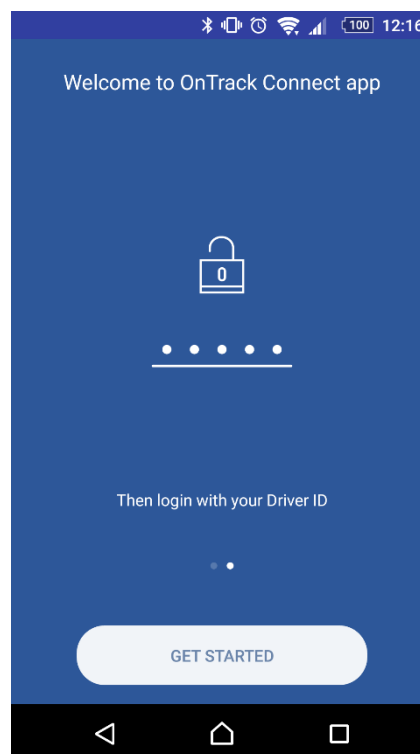 100 12:16
Welcome to OnTrack Connect app
0
Then login with your Driver ID
GET STARTED